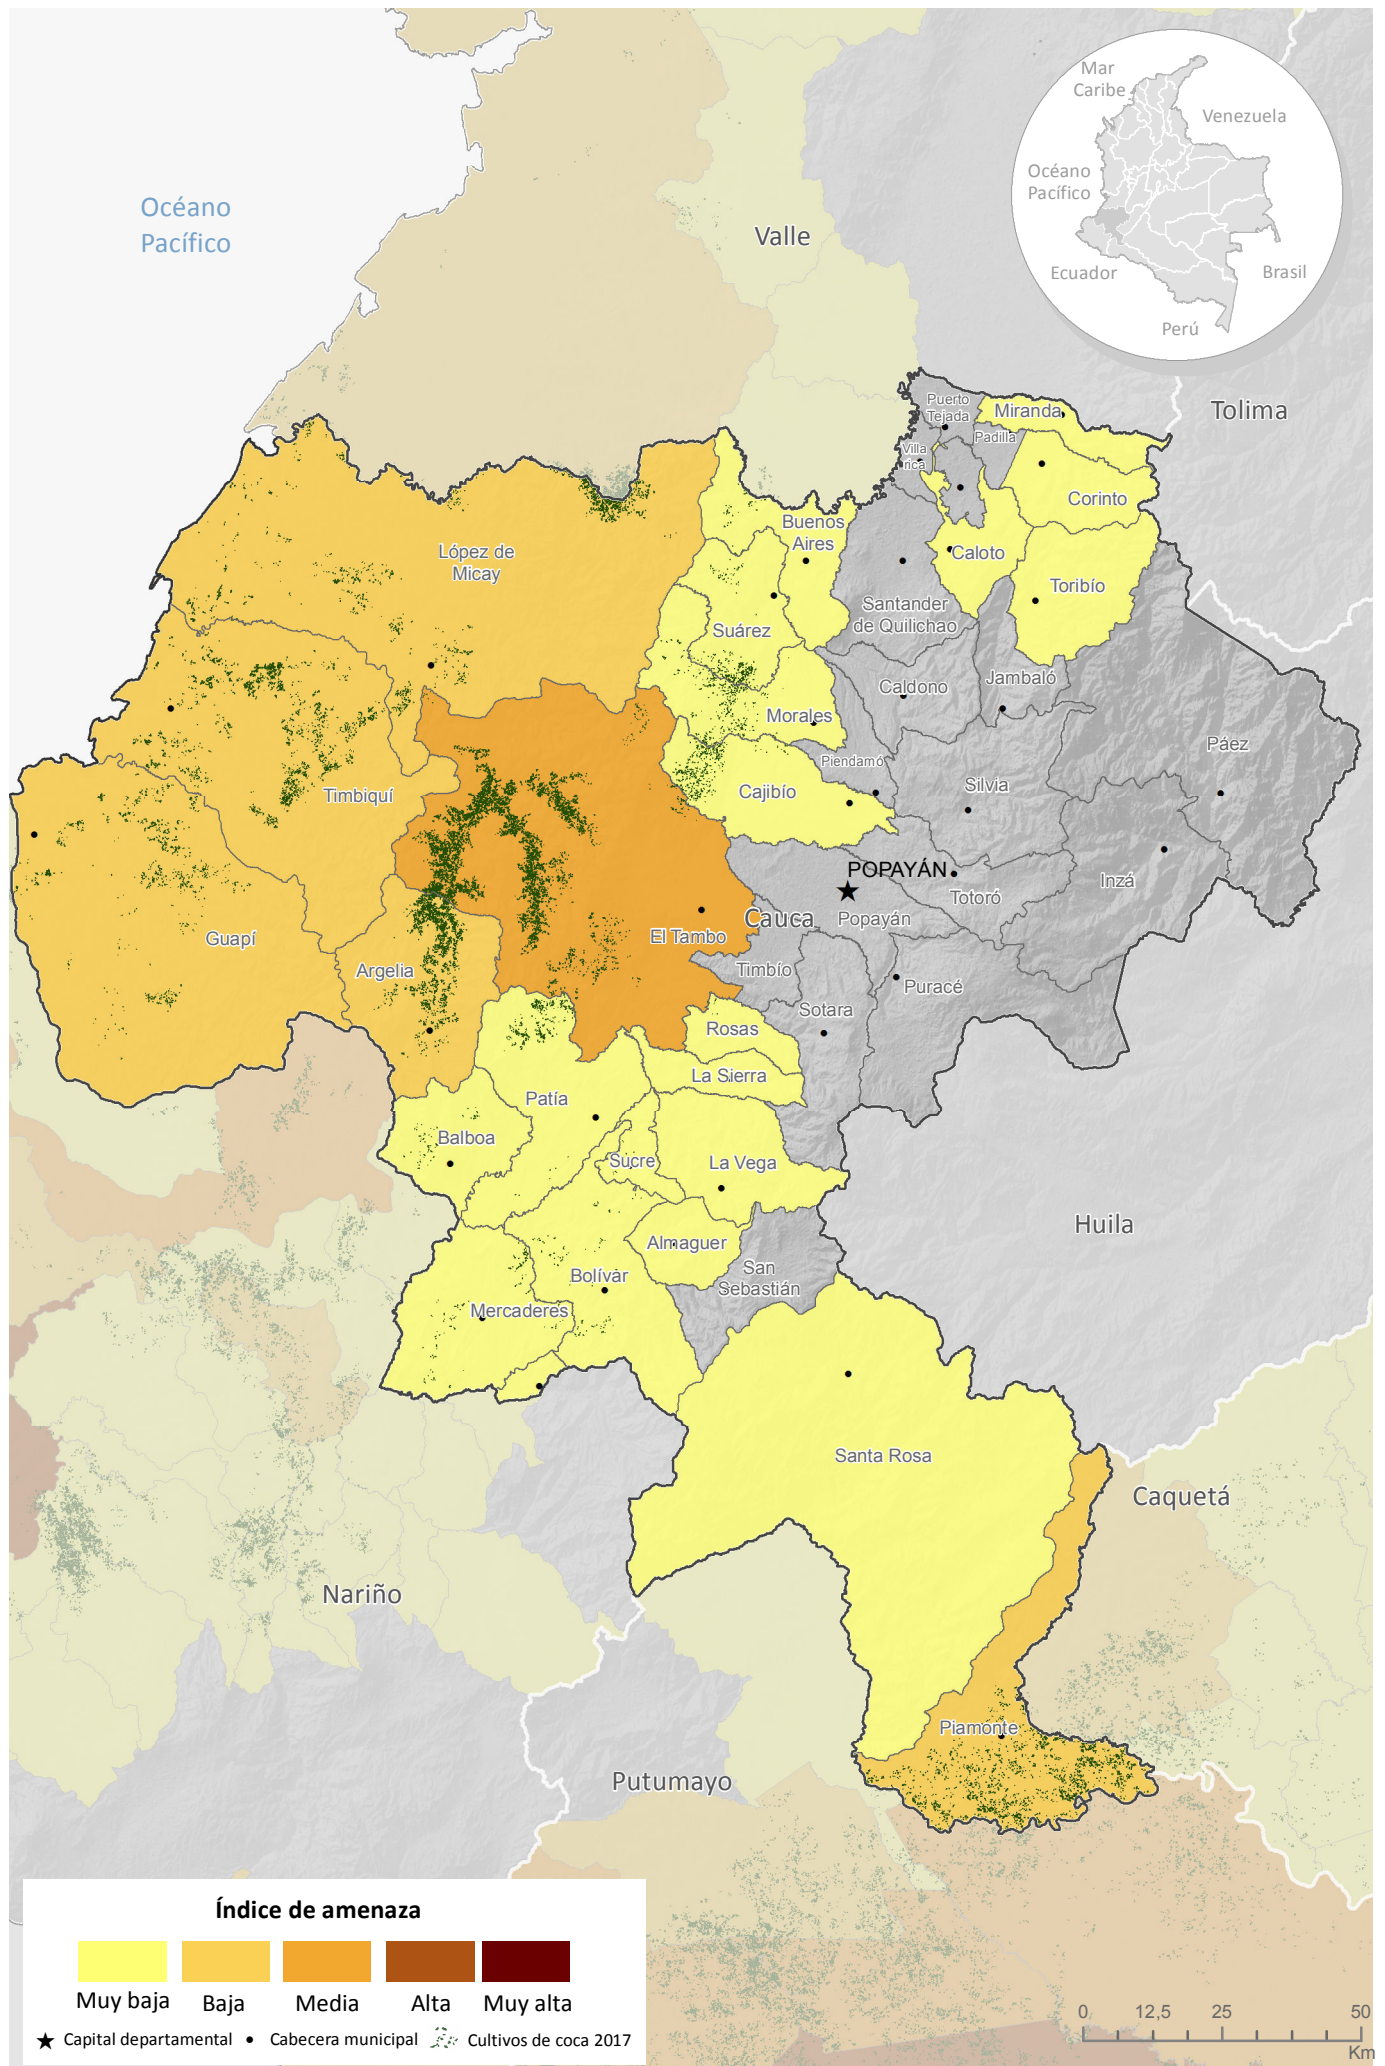 Mar
Caribe
Venezuela
Océano
Pacífico
Ecuador
Brasil
Perú
Océano
Pacífico
Valle
Tolima
Puerto
Tejada
Miranda
Padilla
Villa
rica
Corinto
Buenos
Aires
López de
Micay
Caloto
Toribío
Santander
de Quilichao
Suárez
Jambaló
Caldono
Morales
Páez
Piendamó
Silvia
Cajibío
Timbiquí
POPAYÁN
Inzá
Totoró
Cauca
Popayán
El Tambo
Guapí
Argelia
Timbío
Puracé
Sotara
Rosas
La Sierra
Patía
Balboa
Sucre
La Vega
Huila
Almaguer
San
Sebastián
Bolívar
Mercaderes
Santa Rosa
Caquetá
Nariño
Piamonte
Putumayo
Índice de amenaza
Muy baja
Baja
Media
Alta
Muy alta
Capital departamental
Cabecera municipal
Cultivos de coca 2017
0 12,5 25 50
Km